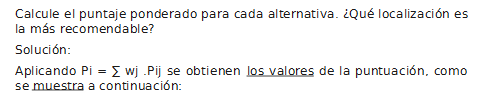 Calcule el puntaje ponderado para cada alternativa. ¿Qué localización es
la más recomendable?
Solución:
Aplicando Pi = ∑ wj .Pij se obtienen los valores de la puntuación, como
se muestra a continuación: